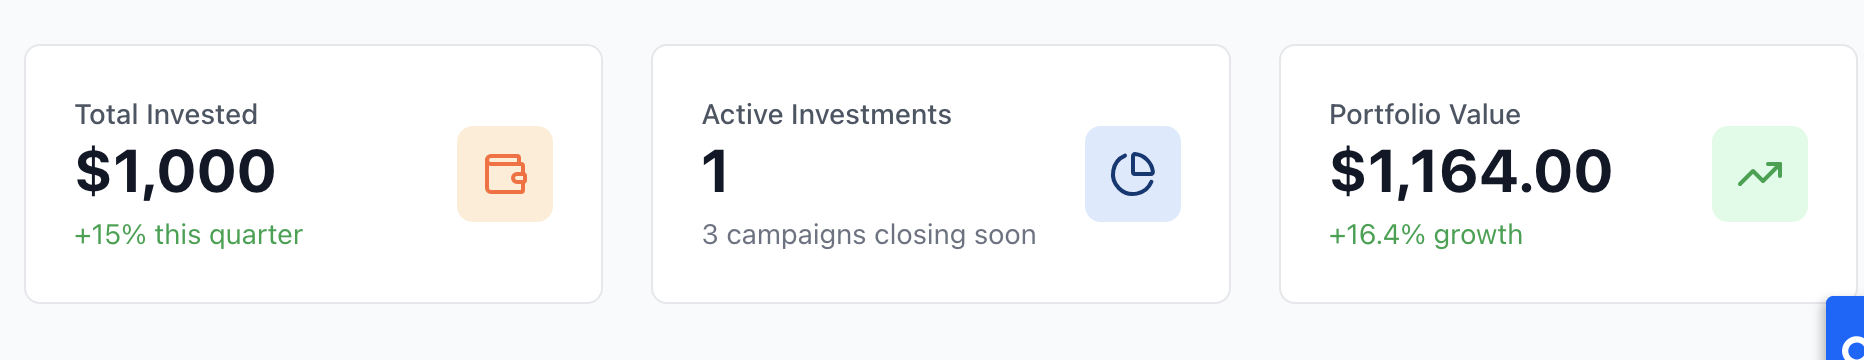 Total Invested
$1,000
+15% this quarter
Active Investments
1
3 campaigns closing soon
Portfolio Value
$1,164.00
+16.4% growth